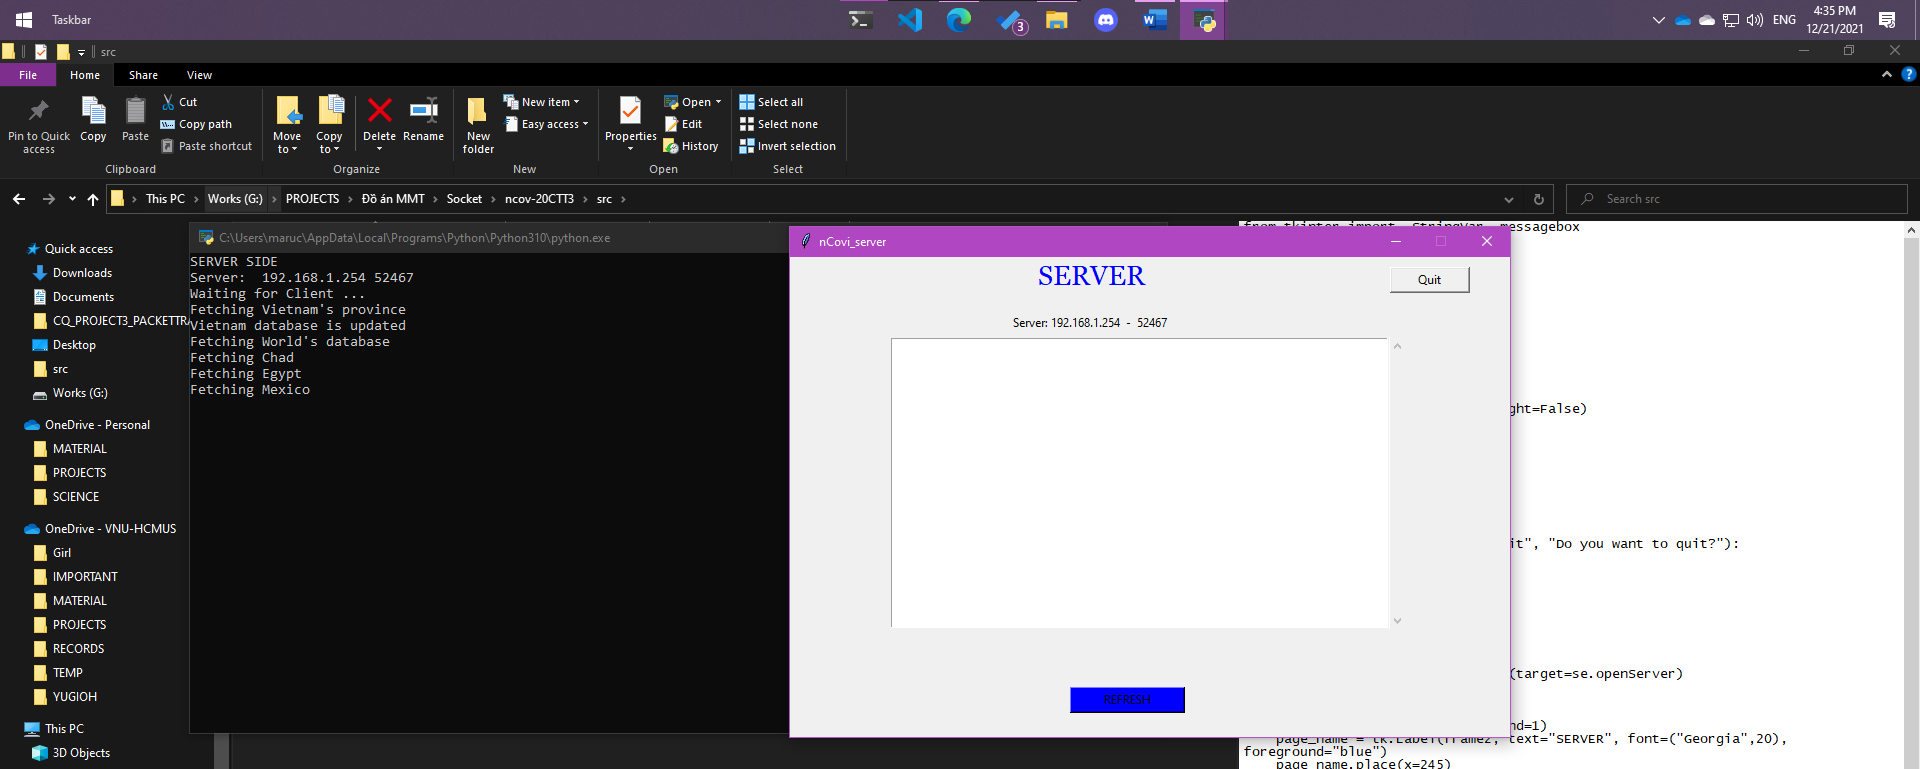 Taskbar
3
ENG
4:35 PM
12/21/2021
src
File
Home
Share
View
Pin to Quick access
Copy
Paste
Cut
Copy path
Paste shortcut
Clipboard
Move to
Copy to
Delete
Rename
Organize
New folder
New item
Easy access
New
Properties
Open
Edit
History
Open
Select all
Select none
Invert selection
Select
This PC > Works (G:) > PROJECTS > Đồ án MMT > Socket > ncov-20CTT3 > src >
Search src
Quick access
Downloads
Documents
CQ_PROJECT3_PACKETTRA
Desktop
src
Works (G:)
OneDrive - Personal
MATERIAL
PROJECTS
SCIENCE
OneDrive - VNU-HCMUS
Girl
IMPORTANT
MATERIAL
PROJECTS
RECORDS
TEMP
YUGIOH
This PC
3D Objects
C:\Users\maruc\AppData\Local\Programs\Python\Python310\python.exe
SERVER SIDE
Server:  192.168.1.254 52467
Waiting for Client ...
Fetching Vietnam's province
Vietnam database is updated
Fetching World's database
Fetching Chad
Fetching Egypt
Fetching Mexico
nCovi_server
SERVER
Quit
Server: 192.168.1.254 - 52467
REFRESH
from tkinter import StringVar, messagebox
ght=False)
it", "Do you want to quit?"):
(target=se.openServer)
nd=1)
page_name = tk.Label(frame2, text="SERVER", font=("Georgia",20),
foreground="blue")
page_name.place(x=245)